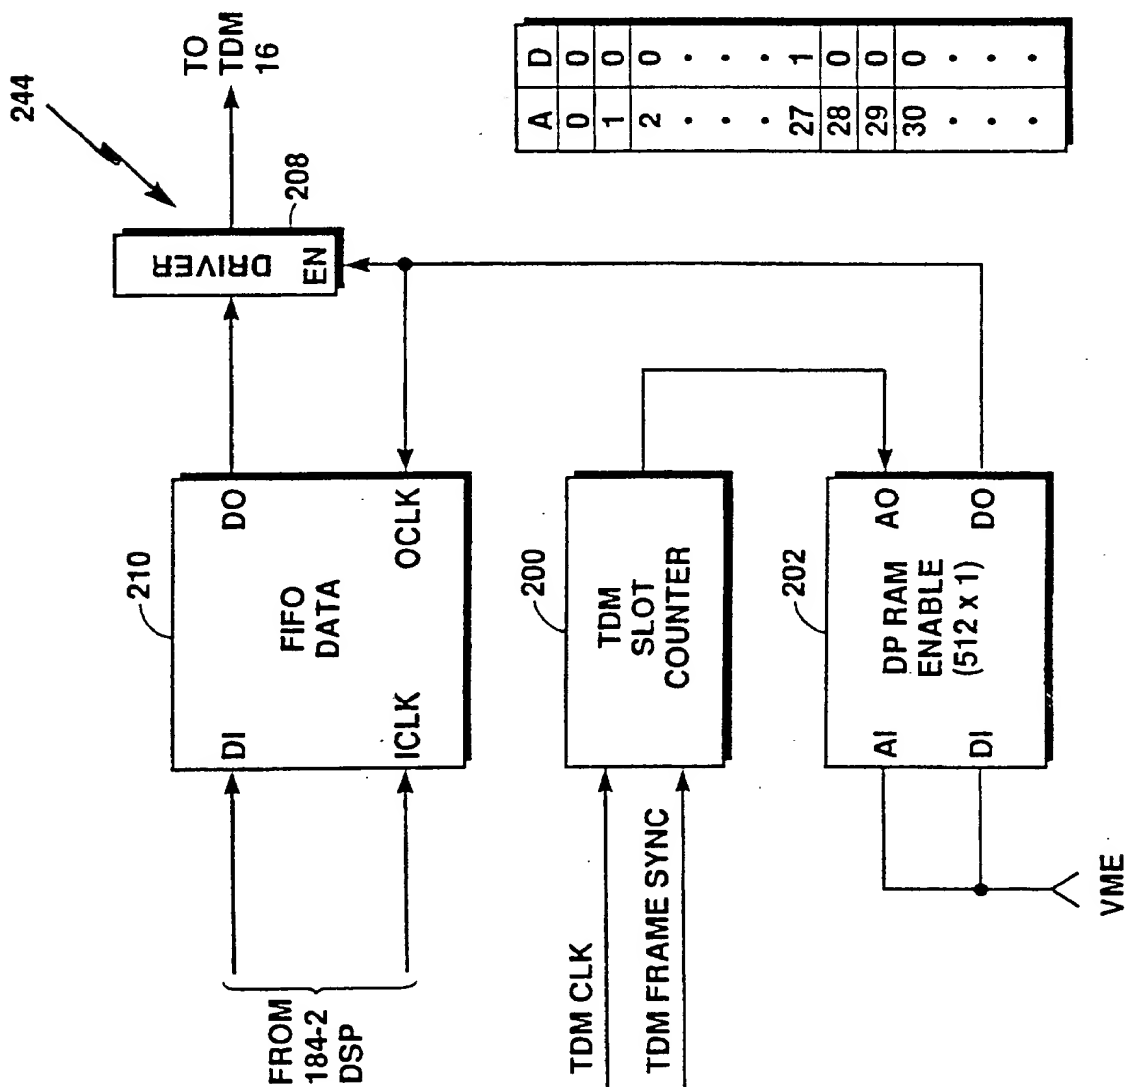 244
TO
TDM
16
DRIVER
EN
208
210
DI
DO
FIFO
DATA
ICLK
OCLK
FROM
184-2
DSP
200
TDM
SLOT
COUNTER
TDM CLK
TDM FRAME SYNC
202
AI
AO
DP RAM
ENABLE
(512 x 1)
DI
DO
VME
A D
0 0
1 0
2 0
. .
. .
. .
27 1
28 0
29 0
30 0
. .
. .
. .